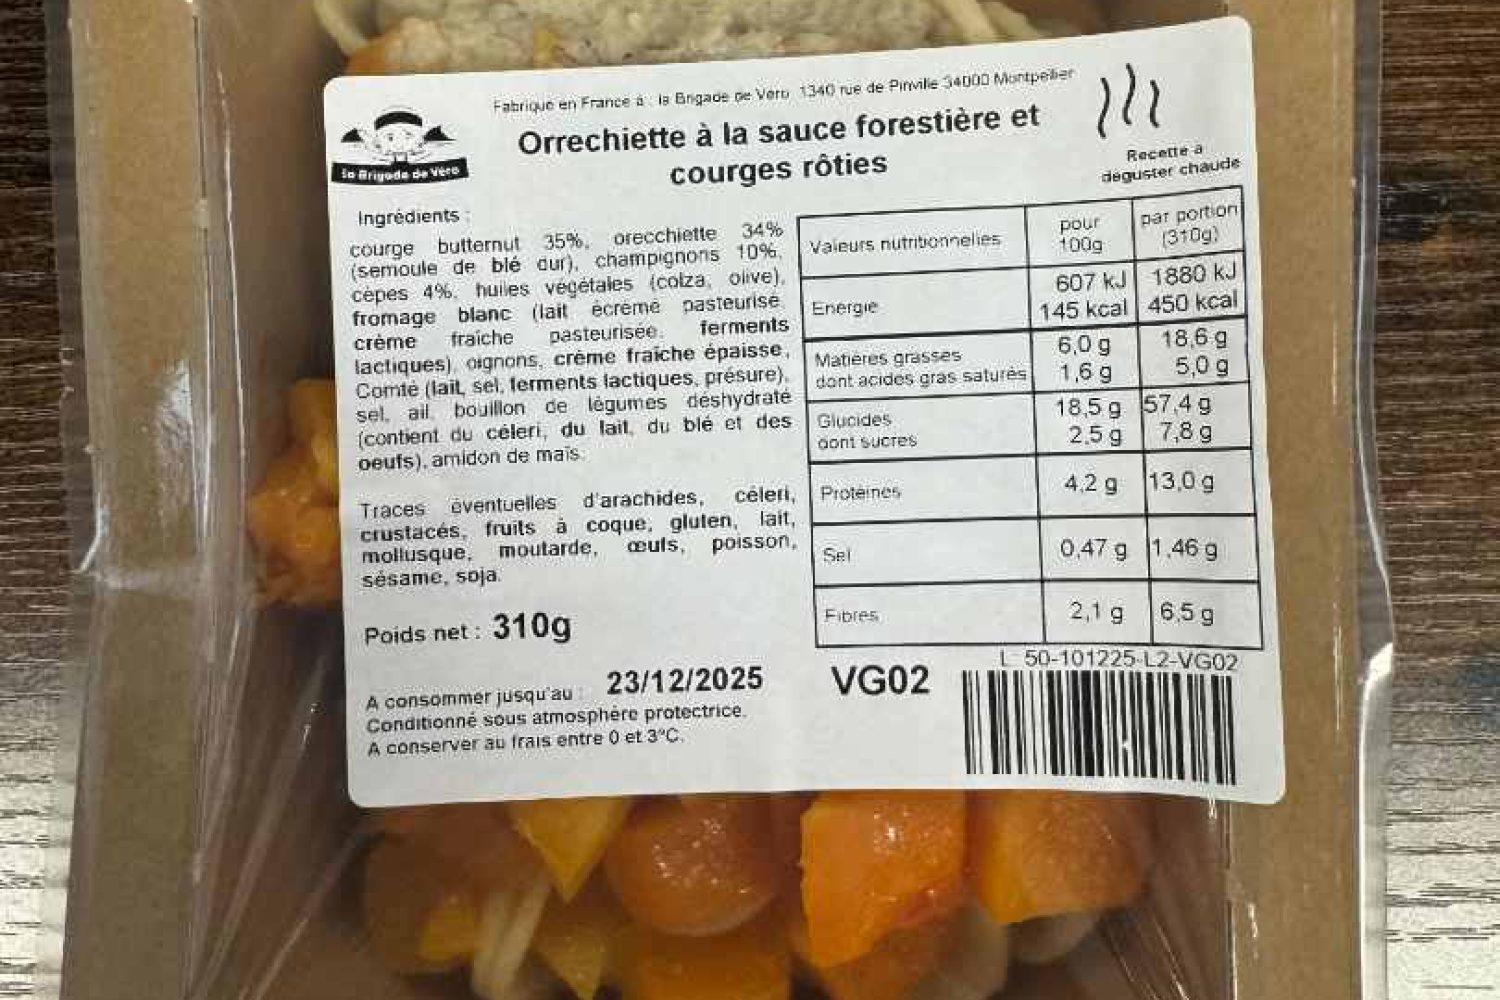 Fabriqué en France à : la Brigade de Véro 1340 rue de Pinville 34000 Montpellier
Orrechiette à la sauce forestière et
courges rôties
la Brigade de Véro
Recette à
déguster chaude
Ingrédients :
courge butternut 35%, orecchiette 34%
(semoule de blé dur), champignons 10%,
cèpes 4%, huiles végétales (colza, olive),
fromage blanc (lait écrémé pasteurisé,
crème fraîche pasteurisée, ferments
lactiques), oignons, crème fraîche épaisse,
Comté (lait, sel, ferments lactiques, présure),
sel, ail, bouillon de légumes déshydraté
(contient du céleri, du lait, du blé et des
oeufs), amidon de maïs.
Traces éventuelles d'arachides, céleri,
crustacés, fruits à coque, gluten, lait,
mollusque, moutarde, œufs, poisson,
sésame, soja.
Poids net : 310g
A consommer jusqu'au : 23/12/2025
Conditionné sous atmosphère protectrice.
A conserver au frais entre 0 et 3°C.
Valeurs nutritionnelles pour 100g par portion (310g)
Energie 607 kJ 1880 kJ
145 kcal 450 kcal
Matières grasses 6,0 g 18,6 g
dont acides gras saturés 1,6 g 5,0 g
Glucides 18,5 g 57,4 g
dont sucres 2,5 g 7,8 g
Protéines 4,2 g 13,0 g
Sel 0,47 g 1,46 g
Fibres 2,1 g 6,5 g
VG02
L 50-101225-L2-VG02